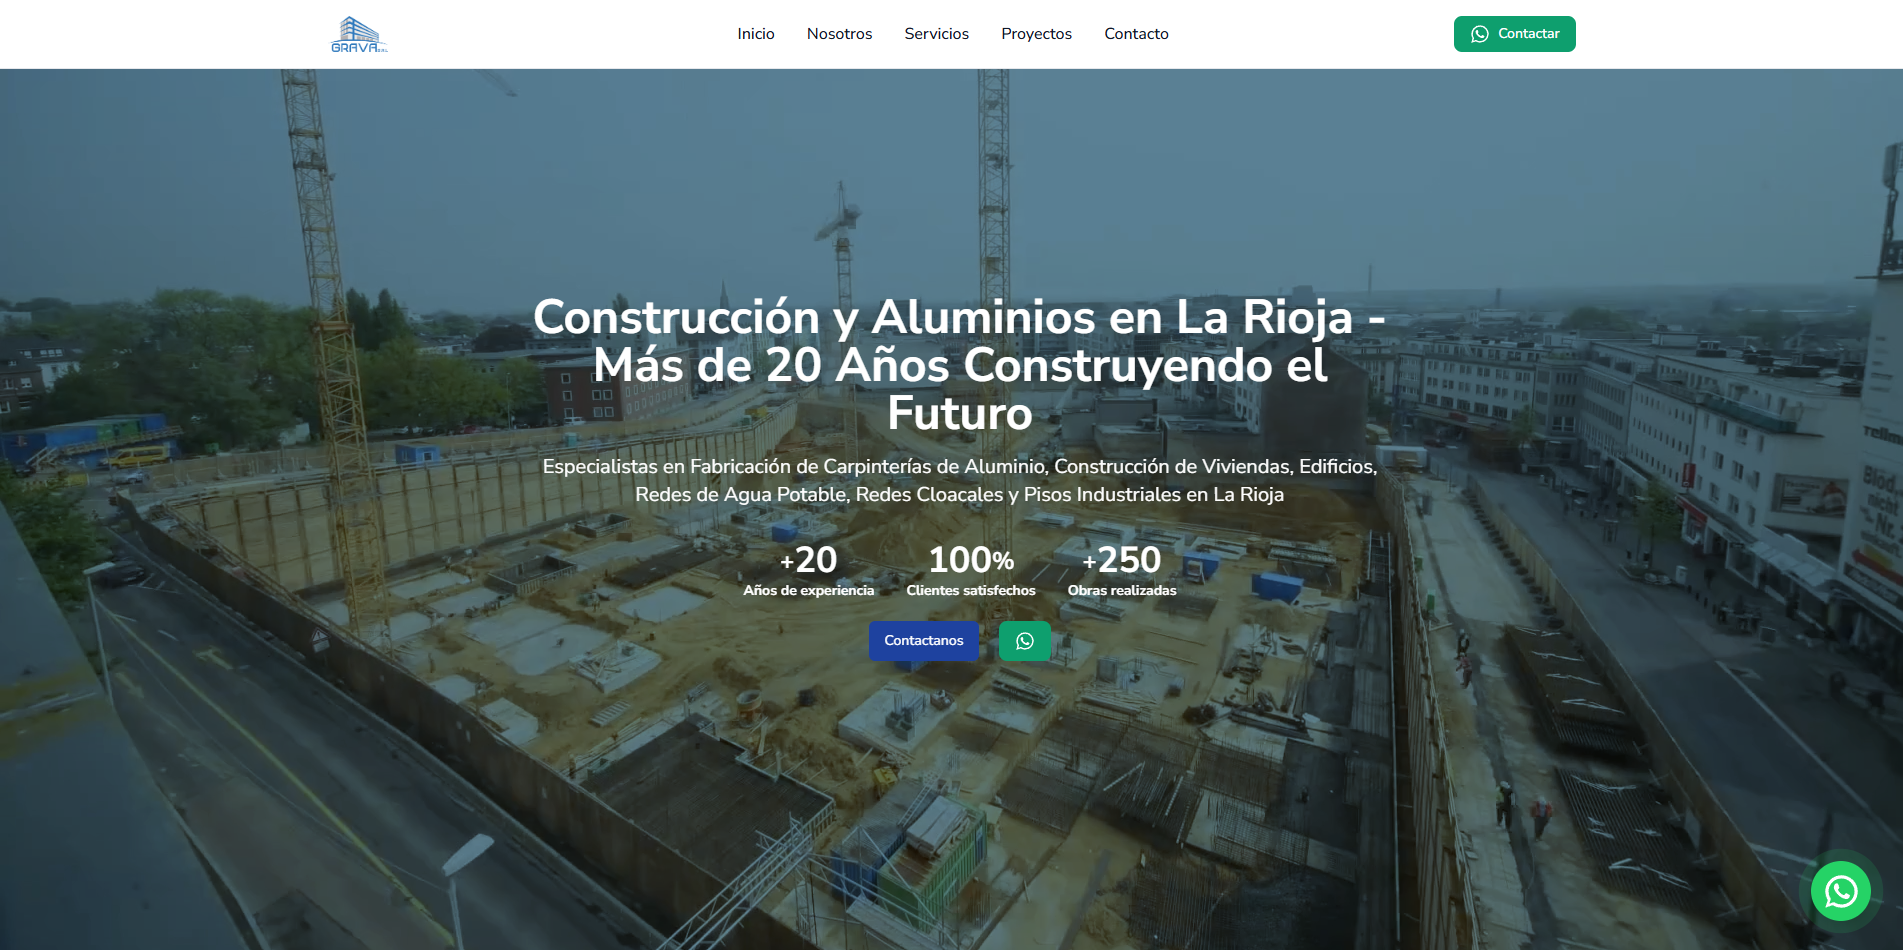 GRAVA S.R.L.
Inicio
Nosotros
Servicios
Proyectos
Contacto
Contactar
Construcción y Aluminios en La Rioja -
Más de 20 Años Construyendo el
Futuro
Especialistas en Fabricación de Carpinterías de Aluminio, Construcción de Viviendas, Edificios,
Redes de Agua Potable, Redes Cloacales y Pisos Industriales en La Rioja
+20
Años de experiencia
100%
Clientes satisfechos
+250
Obras realizadas
Contactanos